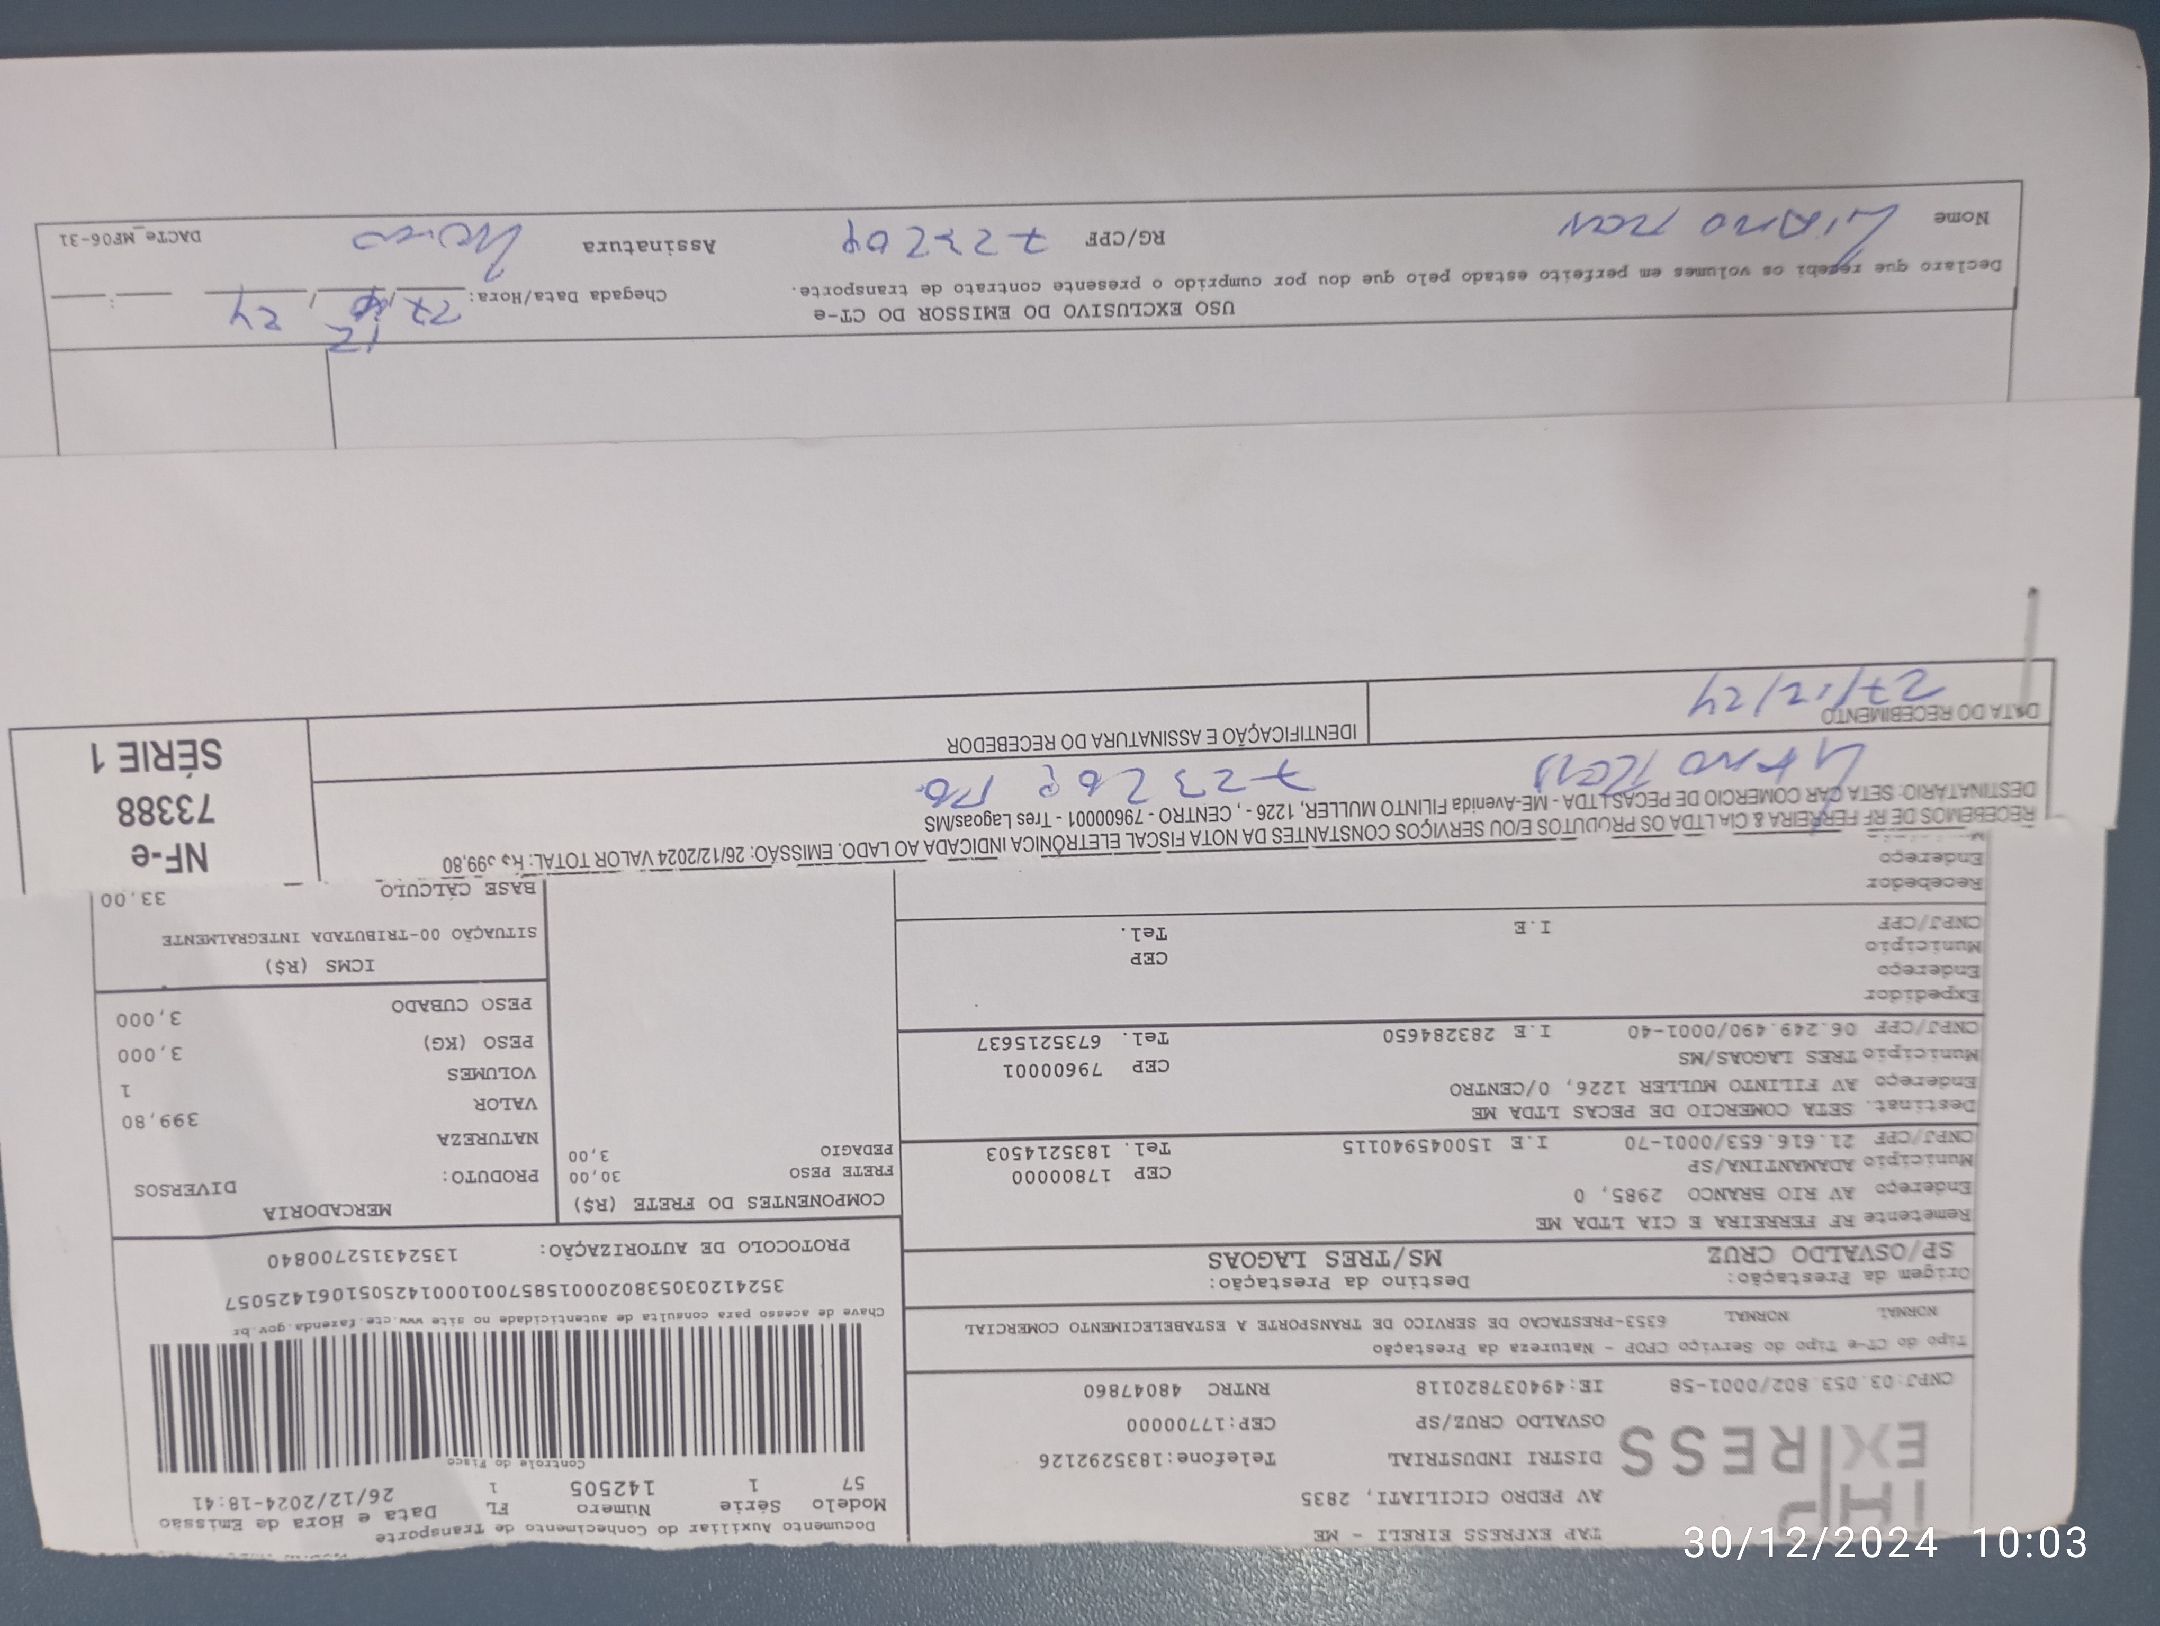 Documento Auxiliar do Conhecimento de Transporte
Modelo Série Número FL Data e Hora de Emissão
57 1 142505 1 26/12/2024-18:41
Controle do Fisco
Chave de acesso para consulta de autenticidade no site www.cte.fazenda.gov.br
35241203053802000158570010001425051061425057
PROTOCOLO DE AUTORIZAÇÃO: 135243152700840
EXPRESS
TAP EXPRESS EIRELI - ME
AV PEDRO CICILIATI, 2835
DISTRI INDUSTRIAL Telefone:1835292126
OSVALDO CRUZ/SP CEP:17700000
CNPJ:03.053.802/0001-58 IE:494037820118 RNTRC 48047860
Tipo do CT-e Tipo do Serviço CFOP - Natureza da Prestação
NORMAL NORMAL 6353-PRESTACAO DE SERVICO DE TRANSPORTE A ESTABELECIMENTO COMERCIAL
Origem da Prestação: Destino da Prestação:
SP/OSVALDO CRUZ MS/TRES LAGOAS
Remetente RF FERREIRA E CIA LTDA ME
Endereço AV RIO BRANCO 2985, 0
Município ADAMANTINA/SP CEP 17800000
CNPJ/CPF 21.616.653/0001-70 I.E 150045940115 Tel. 1835214503
Destinat. SETA COMERCIO DE PECAS LTDA ME
Endereço AV FILINTO MULLER 1226, 0/CENTRO
Município TRES LAGOAS/MS CEP 79600001
CNPJ/CPF 06.249.490/0001-40 I.E 283284650 Tel. 6735215637
Expedidor
Endereço
Município CEP
CNPJ/CPF I.E Tel.
Recebedor
Endereço
COMPONENTES DO FRETE (R$)
FRETE PESO 30,00
PEDAGIO 3,00
MERCADORIA
PRODUTO: DIVERSOS
NATUREZA
VALOR 399,80
VOLUMES 1
PESO (KG) 3,000
PESO CUBADO 3,000
ICMS (R$)
SITUAÇÃO 00-TRIBUTADA INTEGRALMENTE
BASE CÁLCULO 33,00
RECEBEMOS DE RF FERREIRA & CIA LTDA OS PRODUTOS E/OU SERVIÇOS CONSTANTES DA NOTA FISCAL ELETRÔNICA INDICADA AO LADO. EMISSÃO: 26/12/2024 VALOR TOTAL: R$ 399,80
DESTINATÁRIO: SETA CAR COMERCIO DE PECAS LTDA - ME-Avenida FILINTO MULLER, 1226 - , CENTRO - 79600001 - Tres Lagoas/MS
DATA DO RECEBIMENTO
27/12/24
IDENTIFICAÇÃO E ASSINATURA DO RECEBEDOR
NF-e
73388
SÉRIE 1
USO EXCLUSIVO DO EMISSOR DO CT-e
Declaro que recebi os volumes em perfeito estado pelo que dou por cumprido o presente contrato de transporte.
Chegada Data/Hora: 27 / 12 / 24 :
Nome RG/CPF Assinatura
DACTe_MF06-31
30/12/2024 10:03